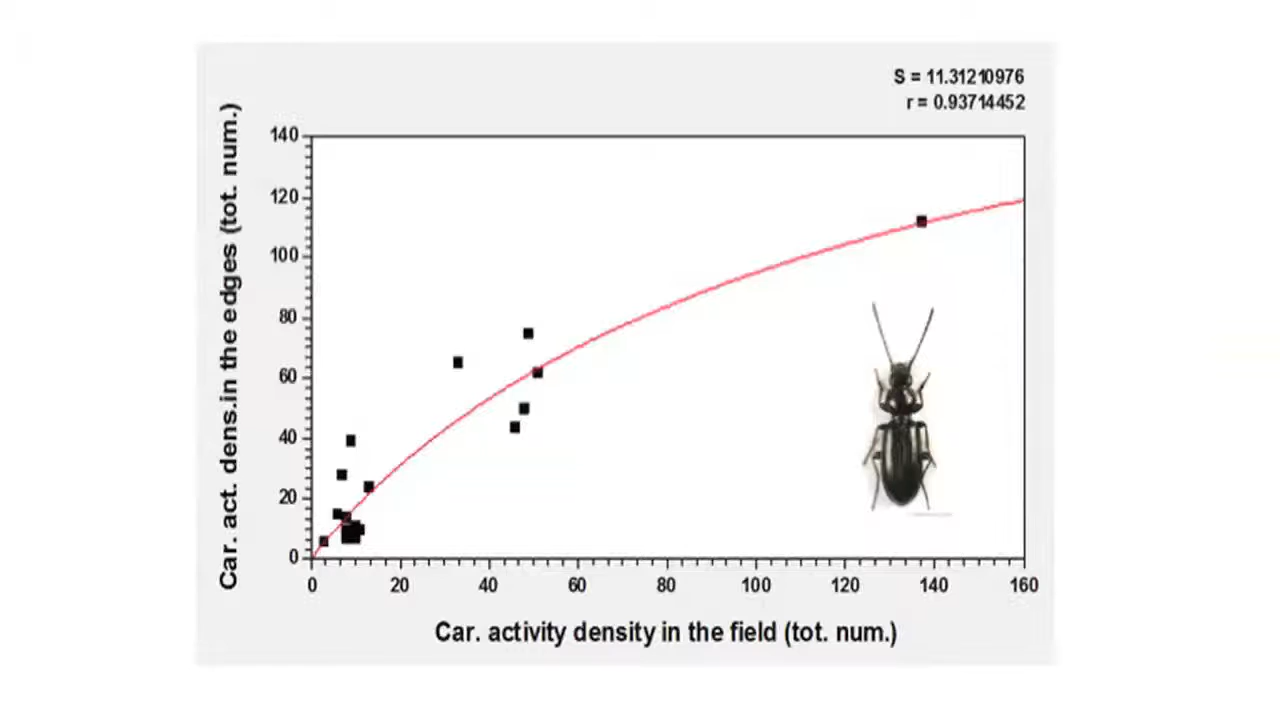 S = 11.31210976
r = 0.93714452
Car. act. dens.in the edges (tot. num.)
140
120
100
80
60
40
20
0
0 20 40 60 80 100 120 140 160
Car. activity density in the field (tot. num.)